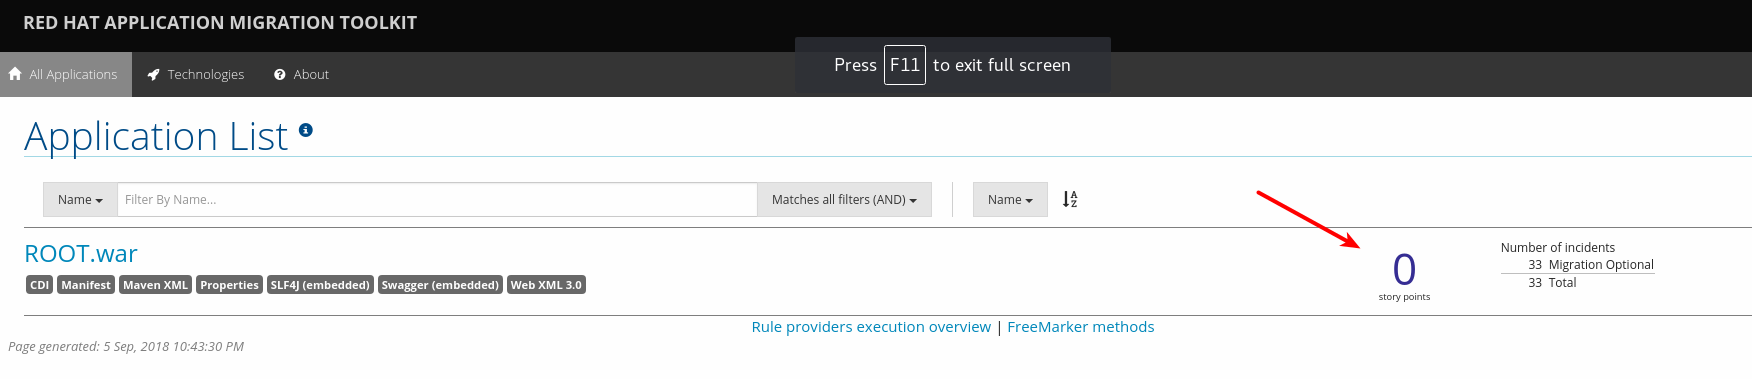 RED HAT APPLICATION MIGRATION TOOLKIT
Press F11 to exit full screen
All Applications Technologies About
Application List
Name Filter By Name... Matches all filters (AND) Name
ROOT.war
CDI Manifest Maven XML Properties SLF4J (embedded) Swagger (embedded) Web XML 3.0
0
story points
Number of incidents
33 Migration Optional
33 Total
Rule providers execution overview | FreeMarker methods
Page generated: 5 Sep, 2018 10:43:30 PM